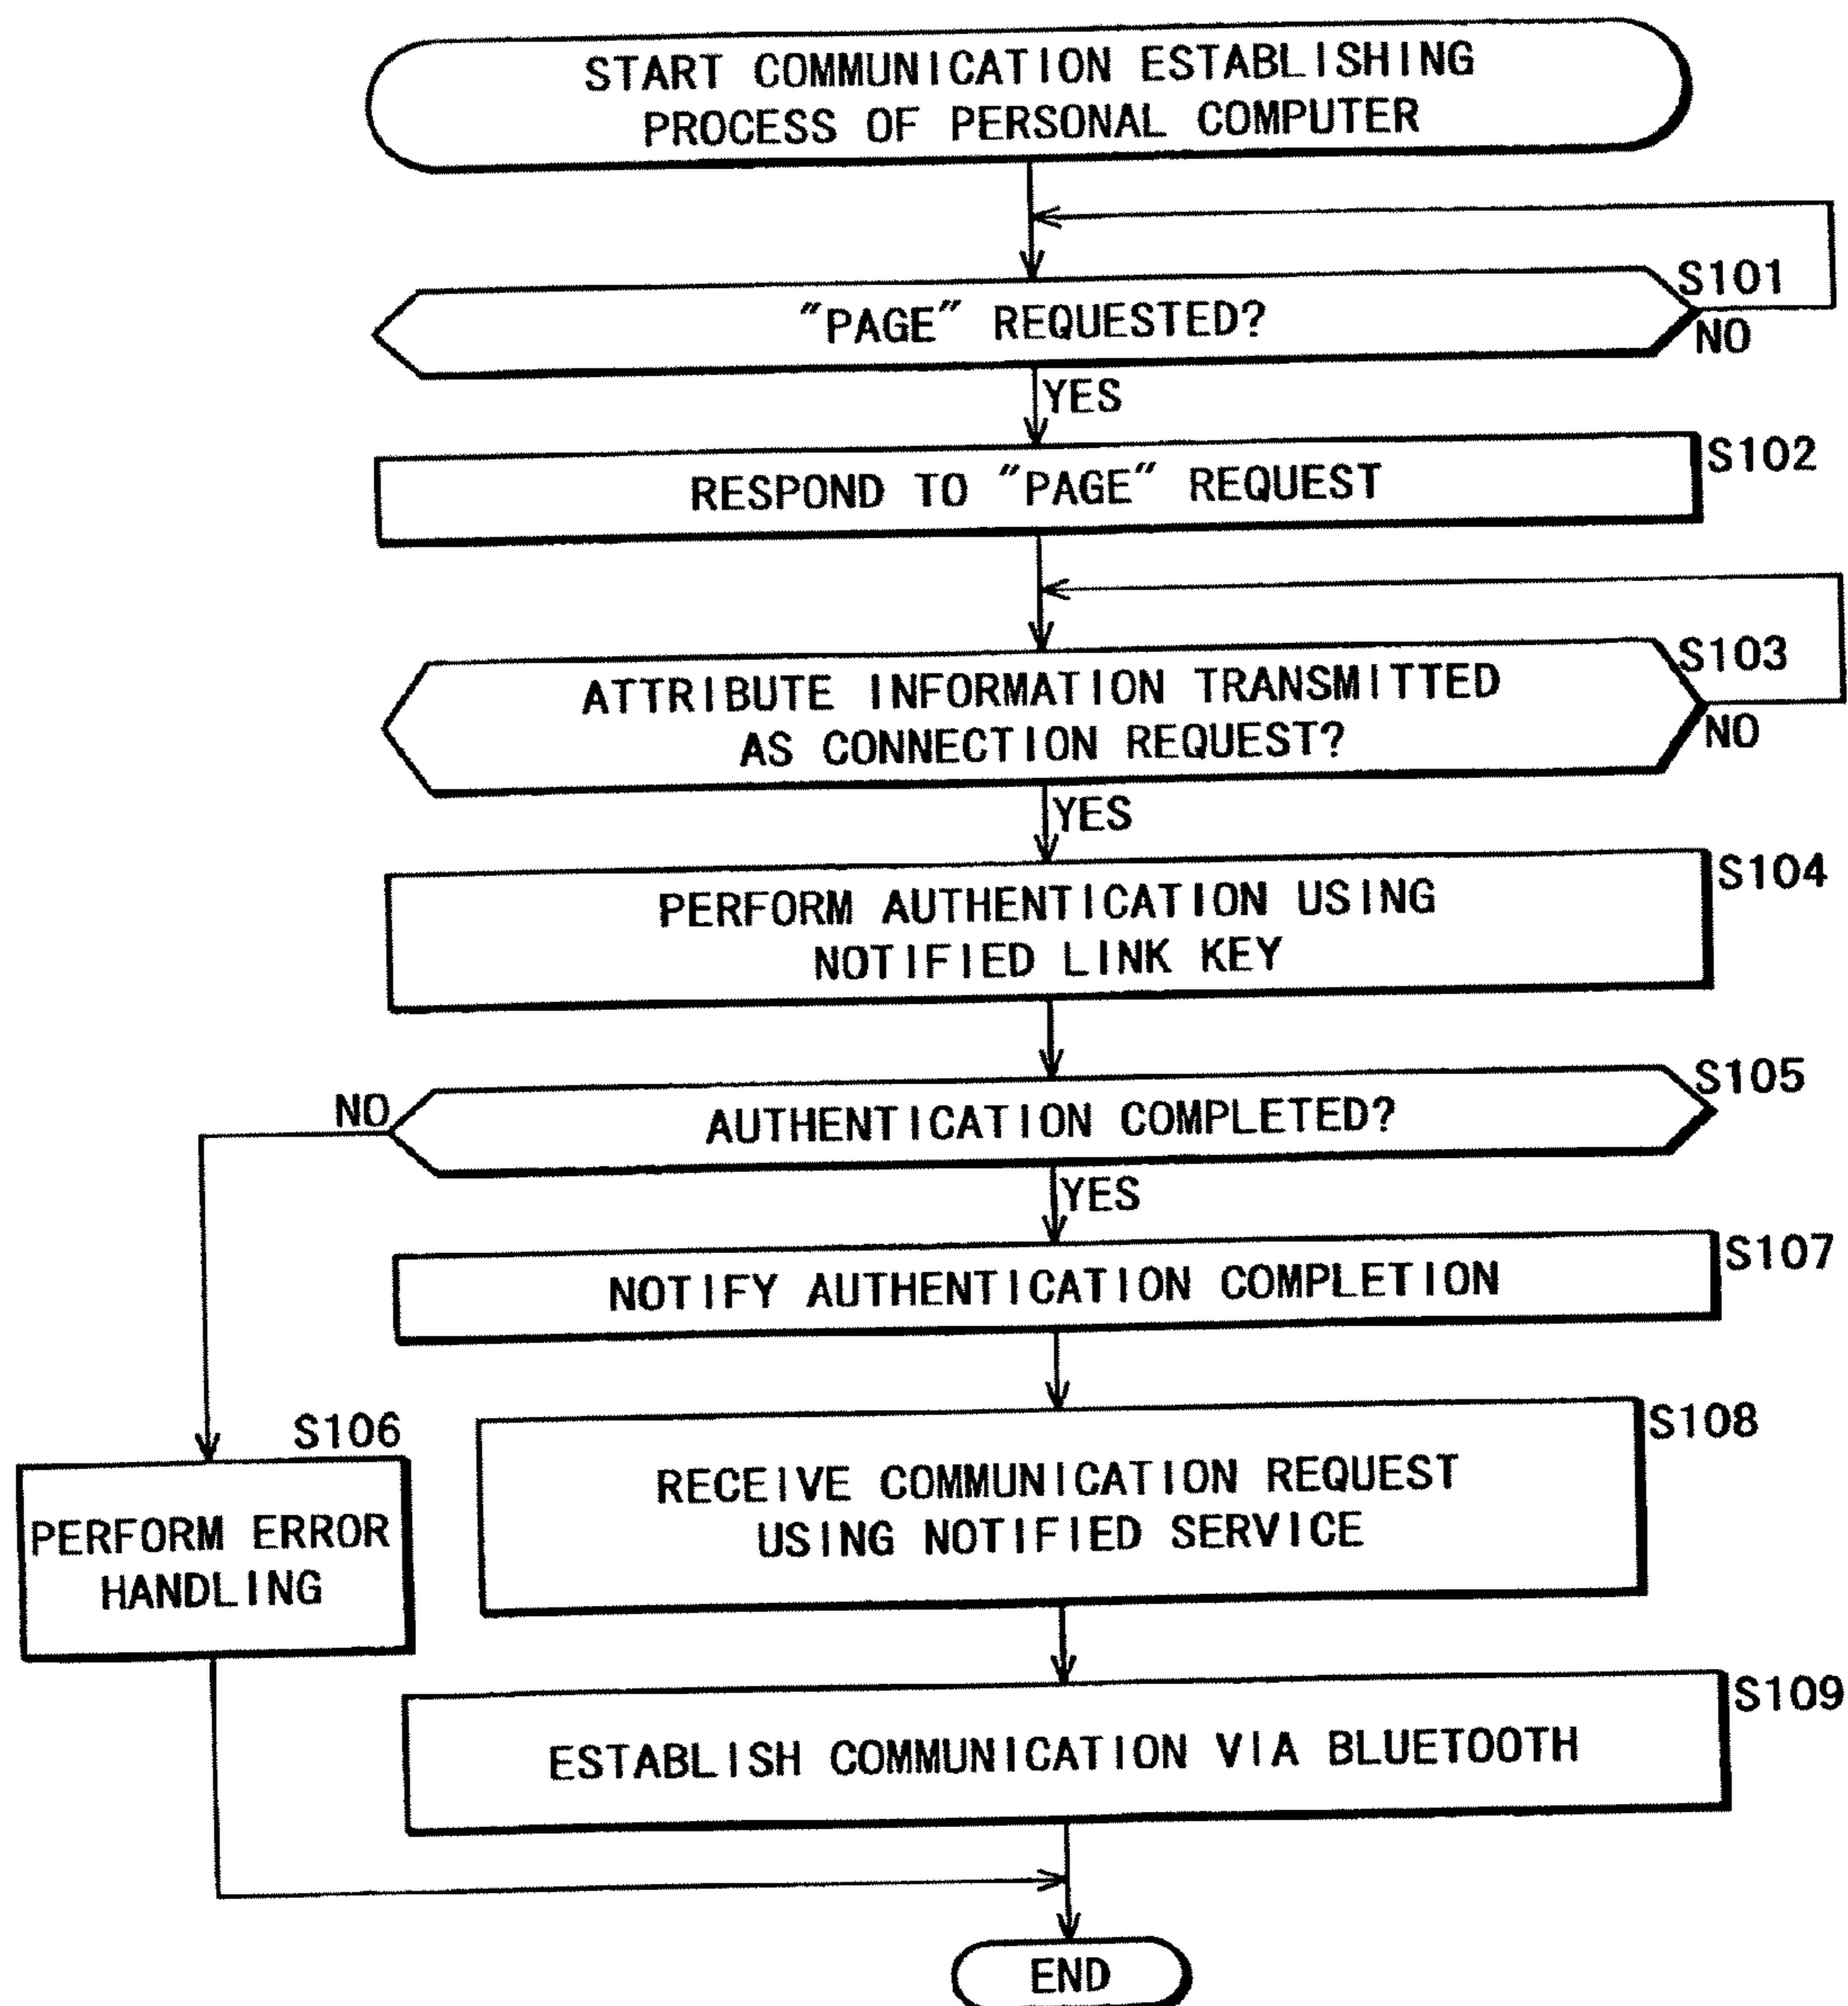 START COMMUNICATION ESTABLISHING
PROCESS OF PERSONAL COMPUTER
S101
"PAGE" REQUESTED?
NO
YES
S102
RESPOND TO "PAGE" REQUEST
S103
ATTRIBUTE INFORMATION TRANSMITTED
AS CONNECTION REQUEST?
NO
YES
S104
PERFORM AUTHENTICATION USING
NOTIFIED LINK KEY
S105
NO
AUTHENTICATION COMPLETED?
YES
S107
NOTIFY AUTHENTICATION COMPLETION
S106
PERFORM ERROR
HANDLING
S108
RECEIVE COMMUNICATION REQUEST
USING NOTIFIED SERVICE
S109
ESTABLISH COMMUNICATION VIA BLUETOOTH
END